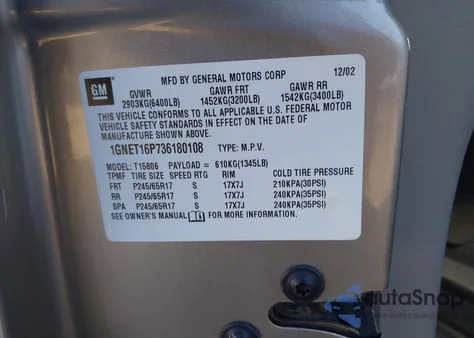 GM
MFD BY GENERAL MOTORS CORP 12/02
GVWR GAWR FRT GAWR RR
2903KG(6400LB) 1452KG(3200LB) 1542KG(3400LB)
THIS VEHICLE CONFORMS TO ALL APPLICABLE U.S. FEDERAL MOTOR
VEHICLE SAFETY STANDARDS IN EFFECT ON THE DATE OF
MANUFACTURE SHOWN ABOVE.
1GNET16P736180108 TYPE: M.P.V.
MODEL: T15806 PAYLOAD = 610KG(1345LB)
TPMF TIRE SIZE SPEED RTG RIM COLD TIRE PRESSURE
FRT P245/65R17 S 17X7J 210KPA(30PSI)
RR P245/65R17 S 17X7J 240KPA(35PSI)
SPA P245/65R17 S 17X7J 240KPA(35PSI)
SEE OWNER'S MANUAL FOR MORE INFORMATION
autoSnap